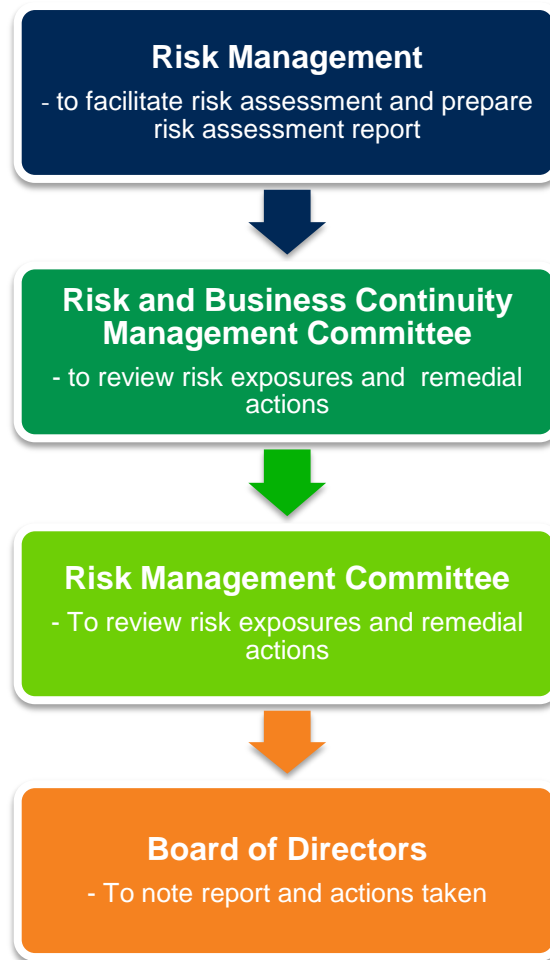 Risk Management
- to facilitate risk assessment and prepare
risk assessment report
Risk and Business Continuity
Management Committee
- to review risk exposures and  remedial
actions
Risk Management Committee
- To review risk exposures and remedial
actions
Board of Directors
- To note report and actions taken